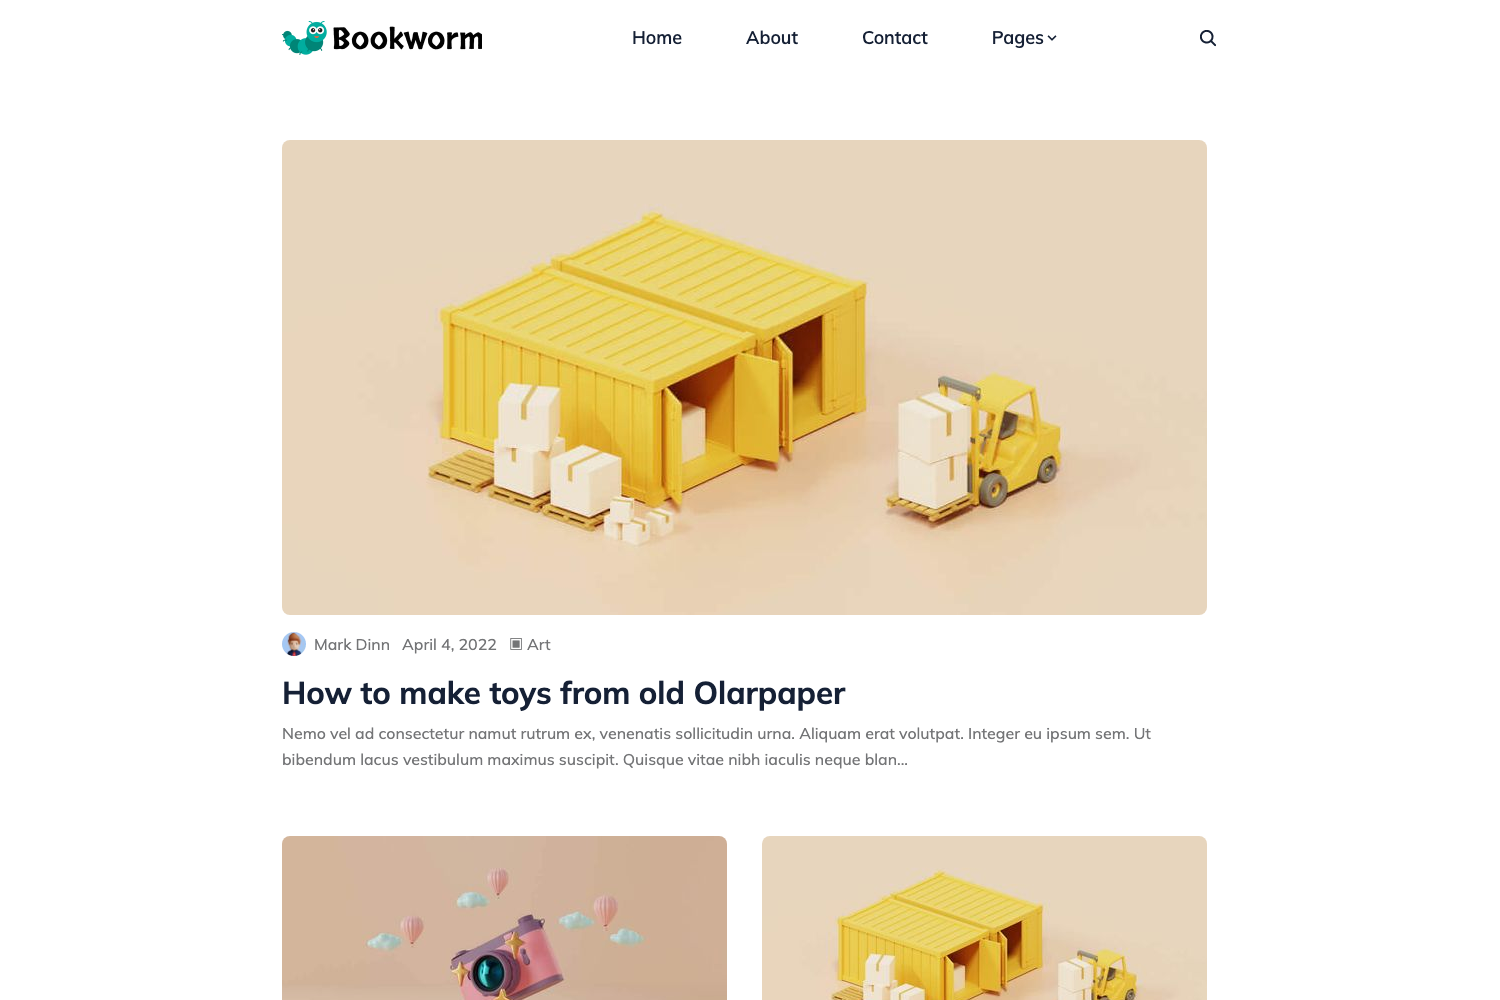 Bookworm
Home About Contact Pages
Mark Dinn April 4, 2022 Art
How to make toys from old Olarpaper
Nemo vel ad consectetur namut rutrum ex, venenatis sollicitudin urna. Aliquam erat volutpat. Integer eu ipsum sem. Ut
bibendum lacus vestibulum maximus suscipit. Quisque vitae nibh iaculis neque blan...